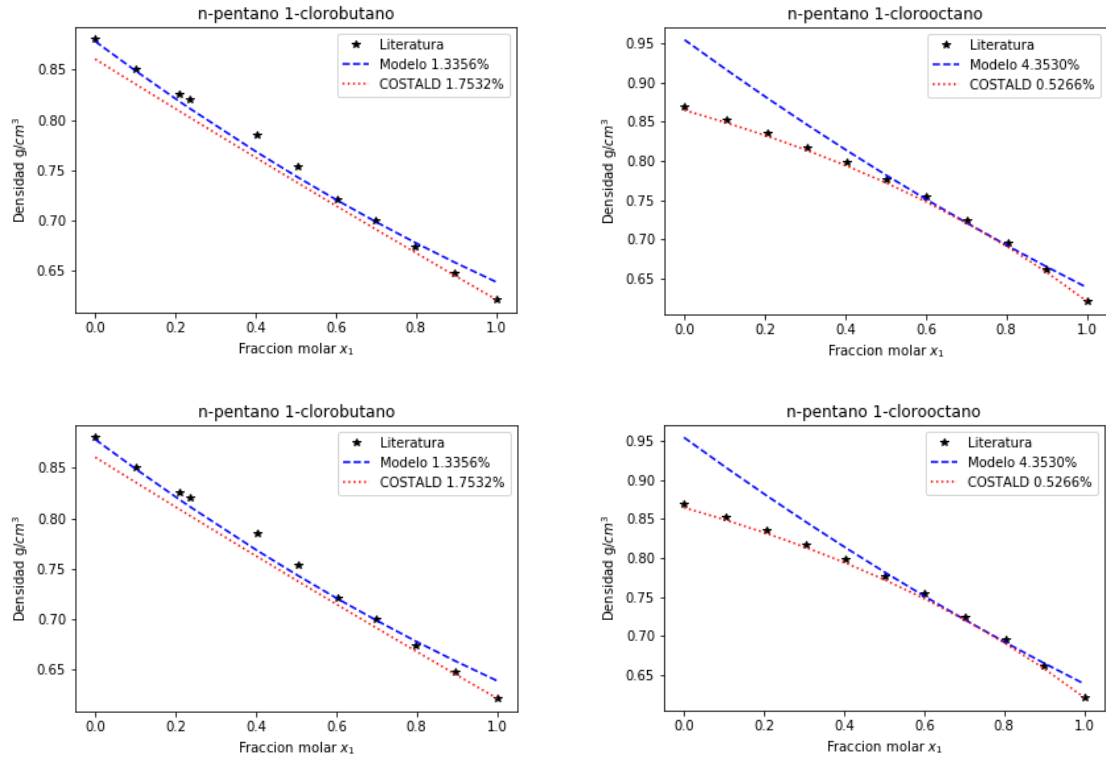 n-pentano 1-clorobutano
Literatura
Modelo 1.3356%
COSTALD 1.7532%
Densidad g/cm³
0.85
0.80
0.75
0.70
0.65
0.0 0.2 0.4 0.6 0.8 1.0
Fraccion molar x₁
n-pentano 1-clorooctano
Literatura
Modelo 4.3530%
COSTALD 0.5266%
Densidad g/cm³
0.95
0.90
0.85
0.80
0.75
0.70
0.65
0.0 0.2 0.4 0.6 0.8 1.0
Fraccion molar x₁
n-pentano 1-clorobutano
Literatura
Modelo 1.3356%
COSTALD 1.7532%
Densidad g/cm³
0.85
0.80
0.75
0.70
0.65
0.0 0.2 0.4 0.6 0.8 1.0
Fraccion molar x₁
n-pentano 1-clorooctano
Literatura
Modelo 4.3530%
COSTALD 0.5266%
Densidad g/cm³
0.95
0.90
0.85
0.80
0.75
0.70
0.65
0.0 0.2 0.4 0.6 0.8 1.0
Fraccion molar x₁